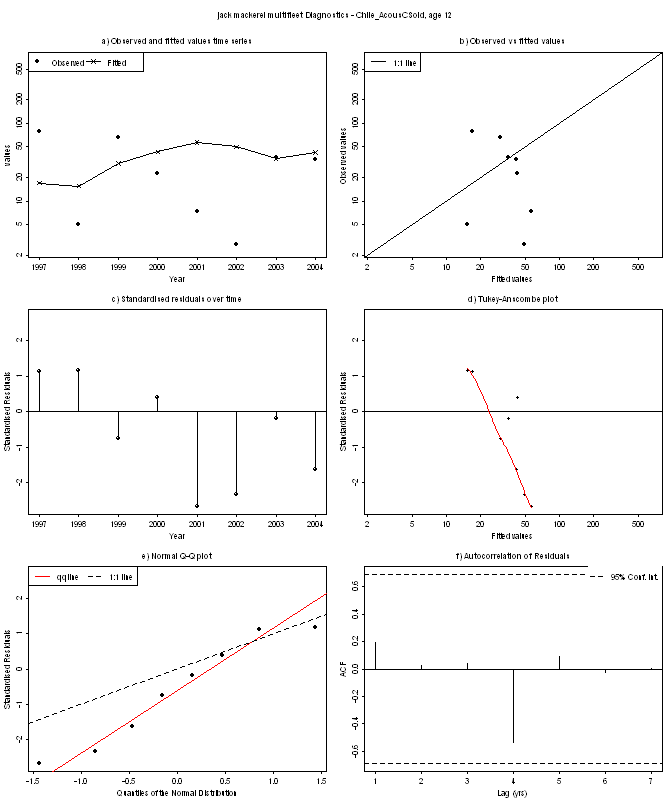 jack mackerel multifleet Diagnostics - Chile_AcousCSold, age 12
a) Observed and fitted values time series
Observed Fitted
values
500
200
100
50
20
10
5
2
1997 1998 1999 2000 2001 2002 2003 2004
Year
b) Observed vs fitted values
1:1 line
Observed values
500
200
100
50
20
10
5
2
2 5 10 20 50 100 200 500
Fitted values
c) Standardised residuals over time
Standardised Residuals
2
1
0
-1
-2
1997 1998 1999 2000 2001 2002 2003 2004
Year
d) Tukey-Anscombe plot
Standardised Residuals
2
1
0
-1
-2
2 5 10 20 50 100 200 500
Fitted values
e) Normal Q-Q plot
qq line 1:1 line
Standardised Residuals
2
1
0
-1
-2
-1.5 -1.0 -0.5 0.0 0.5 1.0 1.5
Quantiles of the Normal Distribution
f) Autocorrelation of Residuals
95% Conf. Int.
ACF
0.6
0.4
0.2
0.0
-0.2
-0.4
-0.6
1 2 3 4 5 6 7
Lag (yrs)